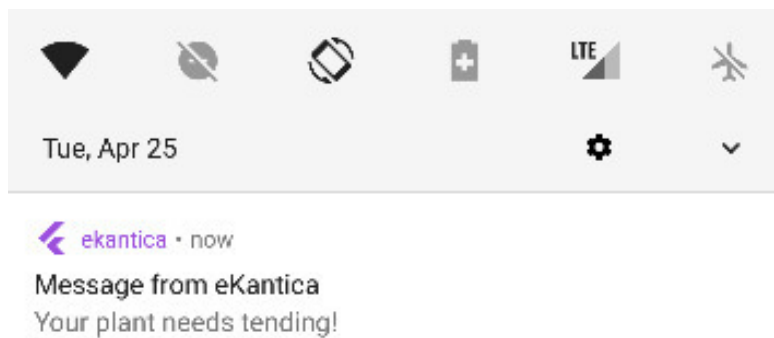 LTE
Tue, Apr 25
ekantica • now
Message from eKantica
Your plant needs tending!